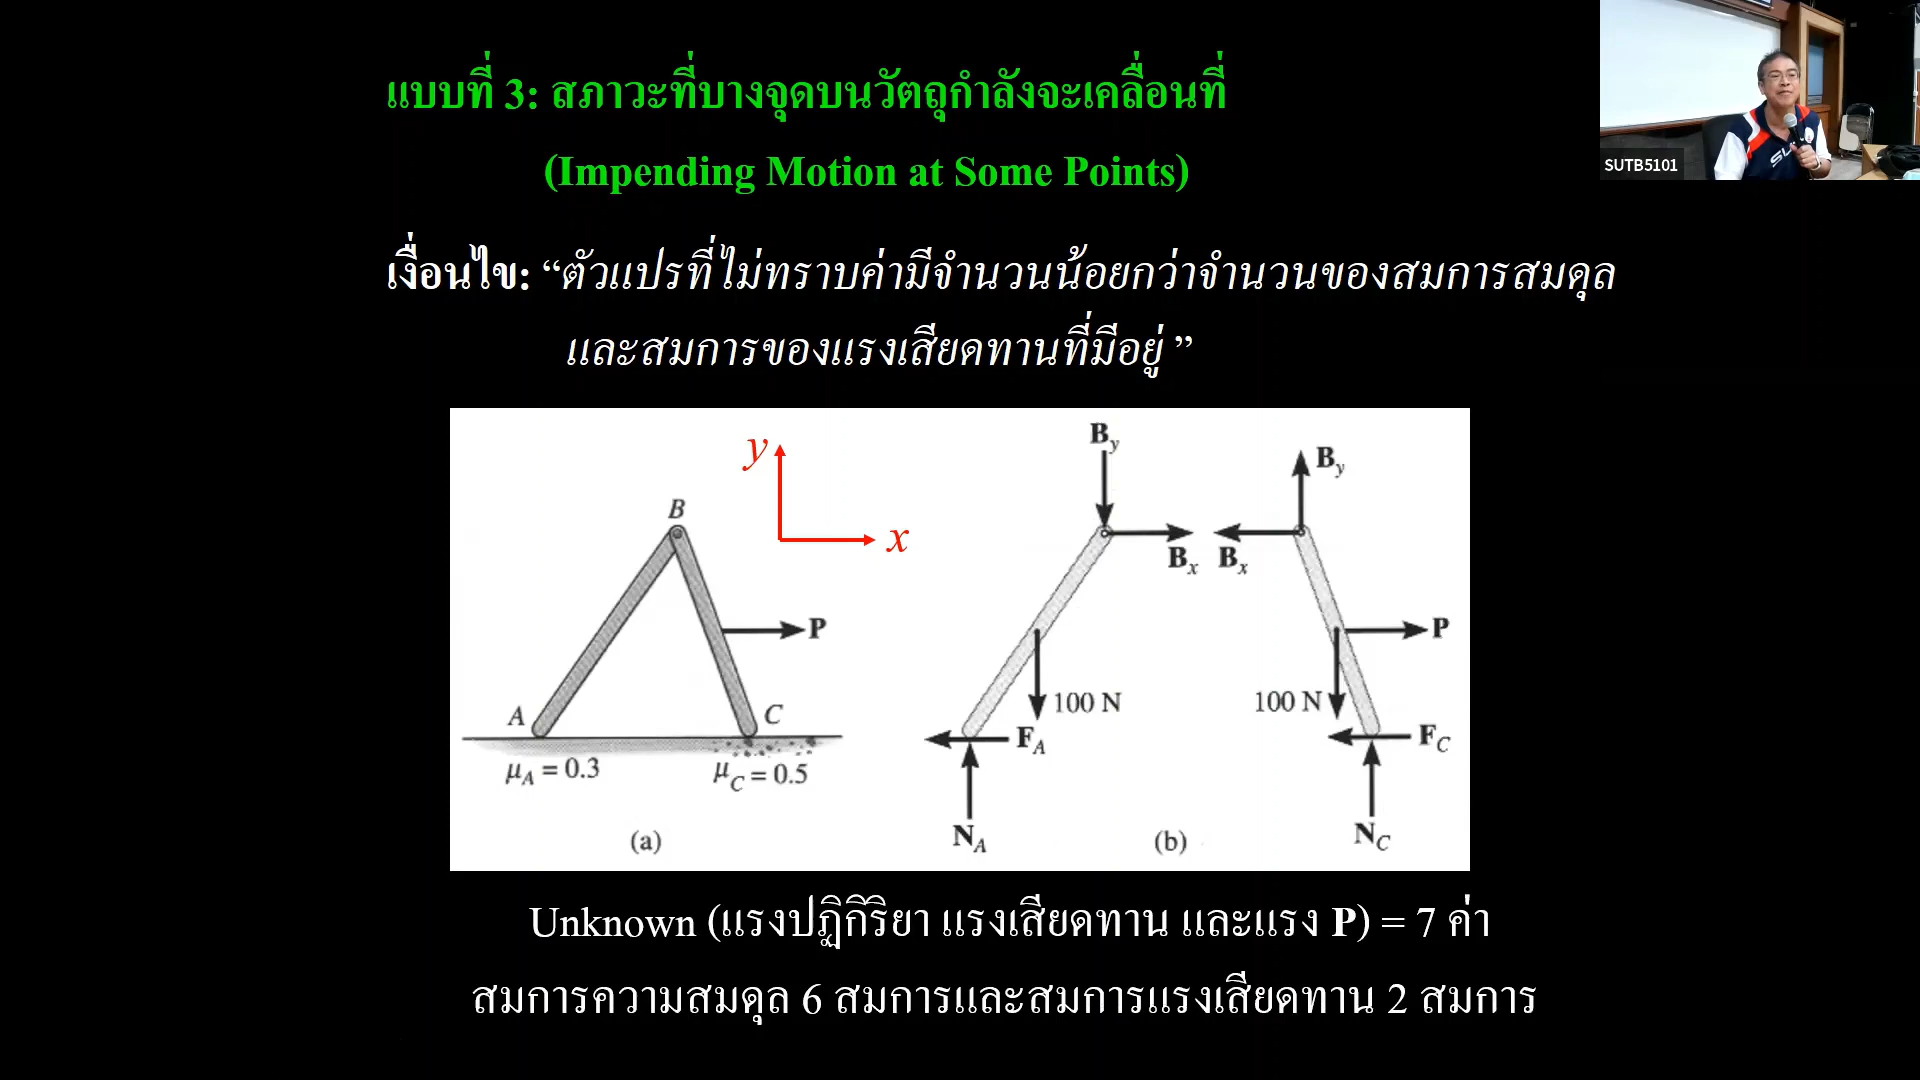 แบบที่ 3: สภาวะที่บางจุดบนวัตถุกำลังจะเคลื่อนที่
(Impending Motion at Some Points)
SUTB5101
เงื่อนไข: “ตัวแปรที่ไม่ทราบค่ามีจำนวนน้อยกว่าจำนวนของสมการสมดุล
และสมการของแรงเสียดทานที่มีอยู่ ”
y
x
B
P
A
C
μA = 0.3
μC = 0.5
(a)
By
Bx
100 N
FA
NA
By
Bx
P
100 N
FC
NC
(b)
Unknown (แรงปฏิกิริยา แรงเสียดทาน และแรง P) = 7 ค่า
สมการความสมดุล 6 สมการและสมการแรงเสียดทาน 2 สมการ